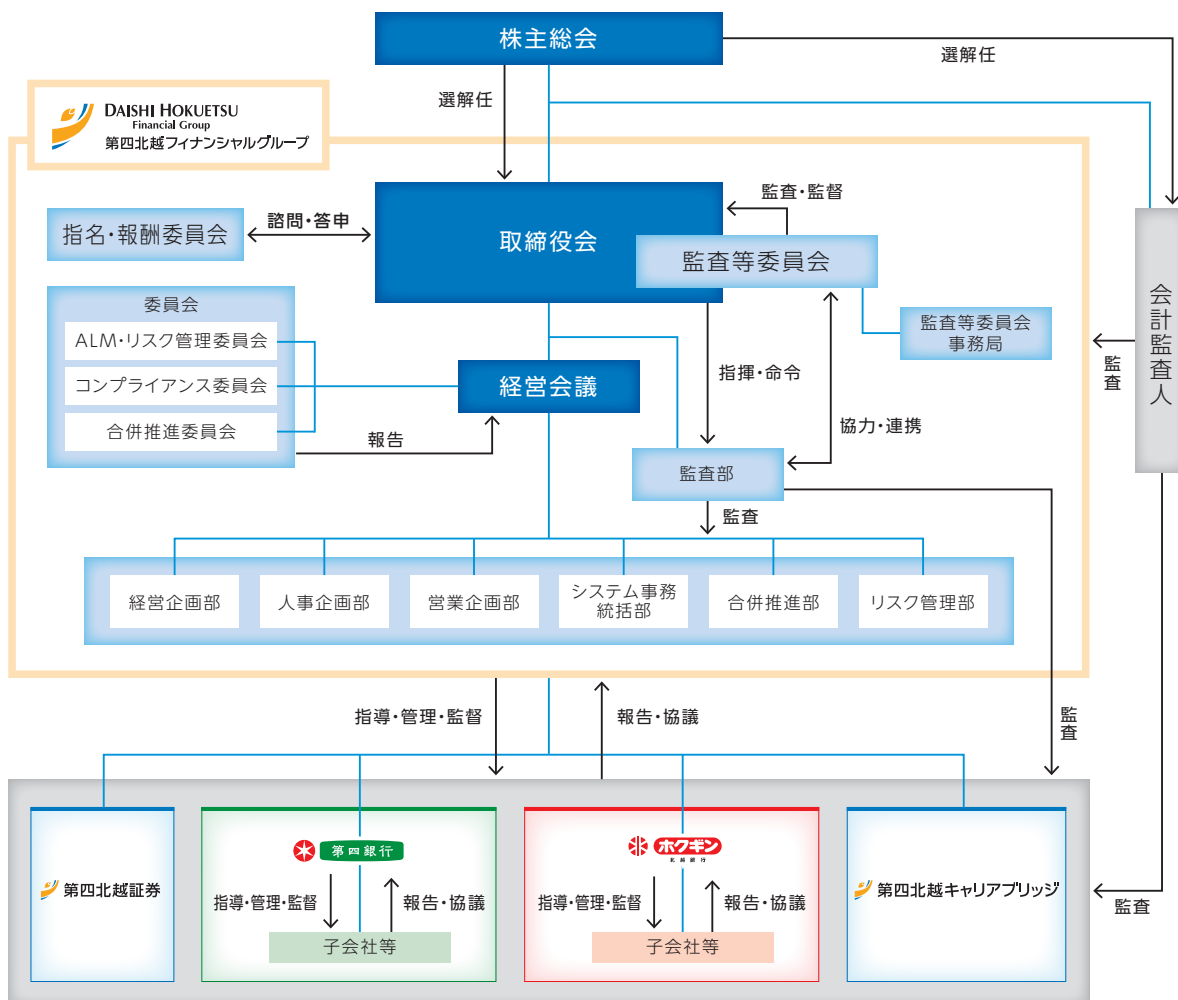 株主総会
選解任
選解任
DAISHI HOKUETSU
Financial Group
第四北越フィナンシャルグループ
監査・監督
指名・報酬委員会
諮問・答申
取締役会
監査等委員会
会計監査人
委員会
ALM・リスク管理委員会
コンプライアンス委員会
合併推進委員会
監査等委員会
事務局
監査
経営会議
指揮・命令
報告
協力・連携
監査部
監査
経営企画部
人事企画部
営業企画部
システム事務
統括部
合併推進部
リスク管理部
指導・管理・監督
報告・協議
監査
第四北越証券
第四銀行
指導・管理・監督
報告・協議
子会社等
ホクギン
北越銀行
指導・管理・監督
報告・協議
子会社等
第四北越キャリアブリッジ
監査